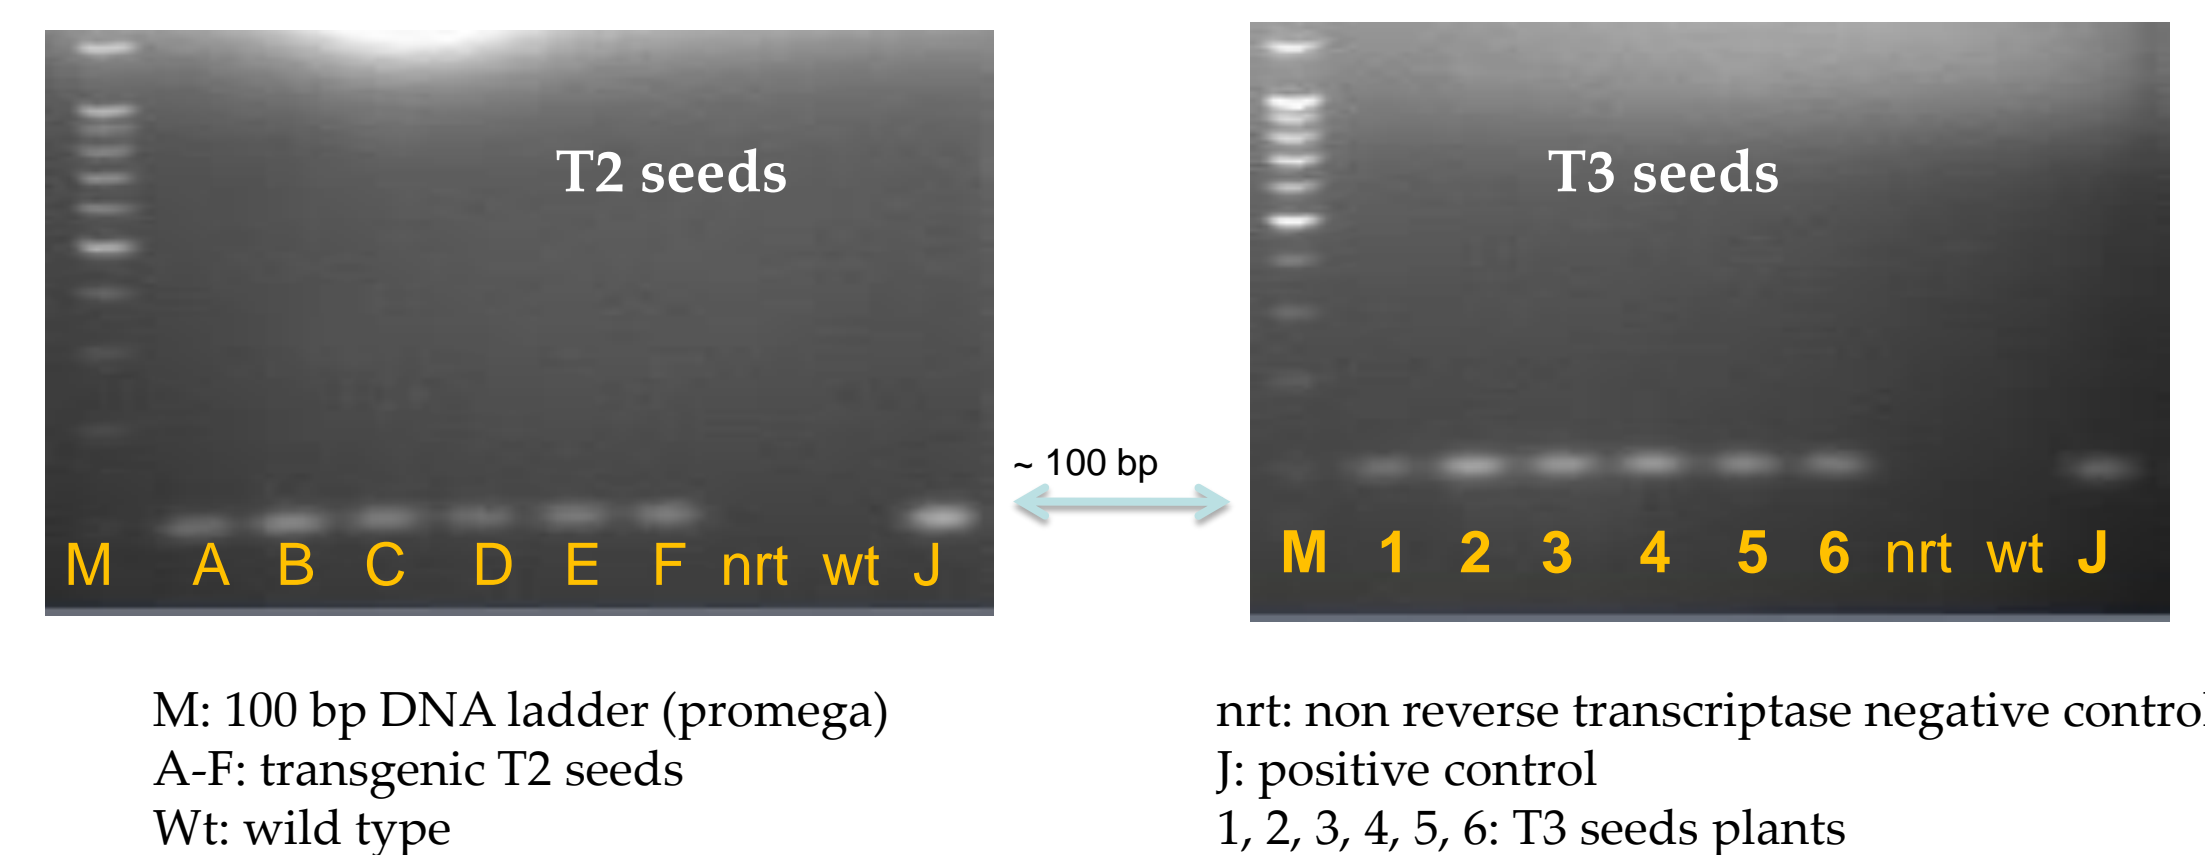 T2 seeds
M A B C D E F nrt wt J
~ 100 bp
T3 seeds
M 1 2 3 4 5 6 nrt wt J
M: 100 bp DNA ladder (promega)
A-F: transgenic T2 seeds
Wt: wild type
nrt: non reverse transcriptase negative control
J: positive control
1, 2, 3, 4, 5, 6: T3 seeds plants